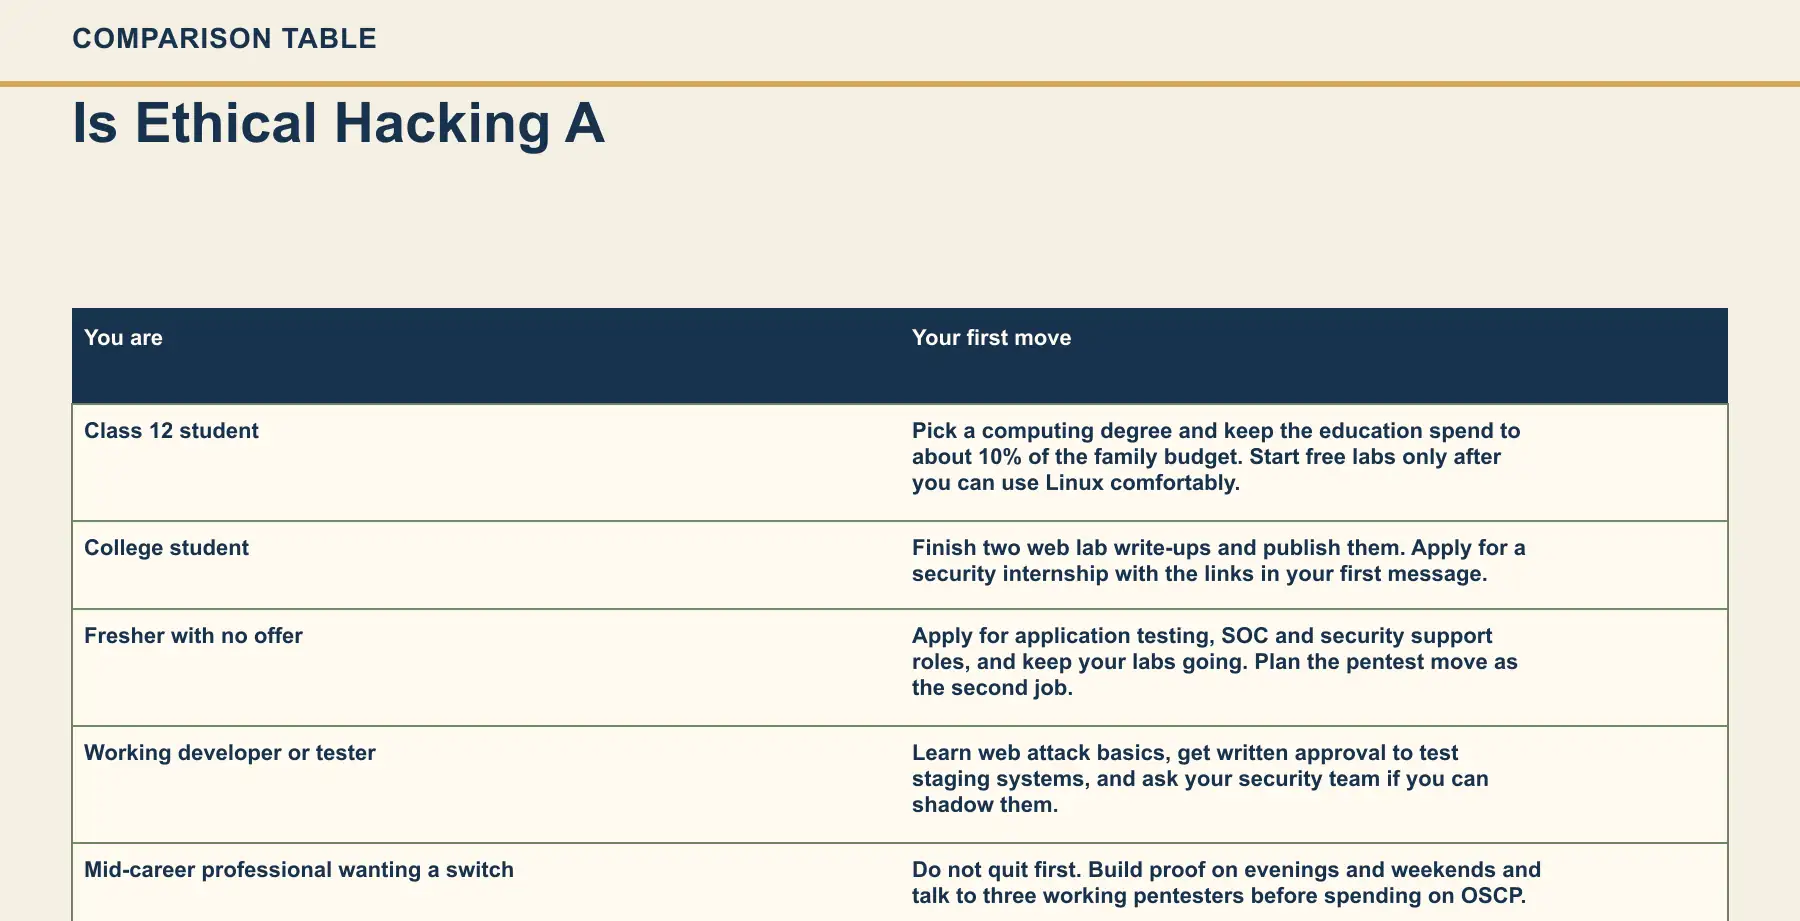 COMPARISON TABLE
Is Ethical Hacking A
You are
Your first move
Class 12 student
Pick a computing degree and keep the education spend to
about 10% of the family budget. Start free labs only after
you can use Linux comfortably.
College student
Finish two web lab write-ups and publish them. Apply for a
security internship with the links in your first message.
Fresher with no offer
Apply for application testing, SOC and security support
roles, and keep your labs going. Plan the pentest move as
the second job.
Working developer or tester
Learn web attack basics, get written approval to test
staging systems, and ask your security team if you can
shadow them.
Mid-career professional wanting a switch
Do not quit first. Build proof on evenings and weekends and
talk to three working pentesters before spending on OSCP.